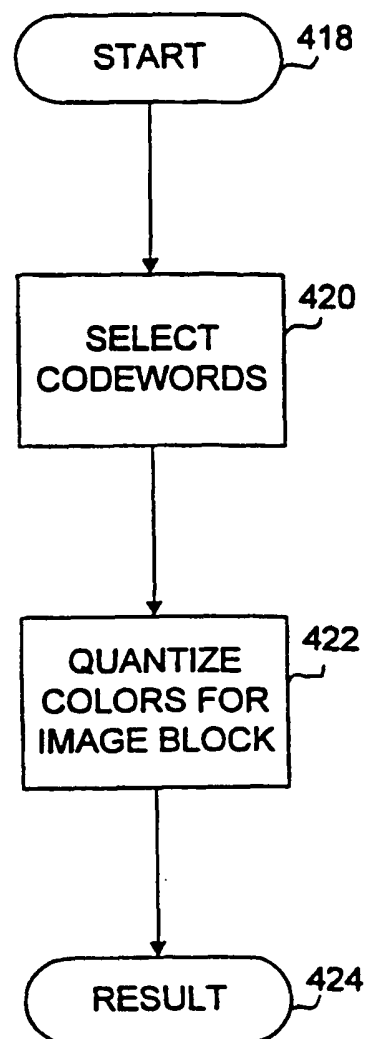 START
418
420
SELECT
CODEWORDS
422
QUANTIZE
COLORS FOR
IMAGE BLOCK
RESULT
424